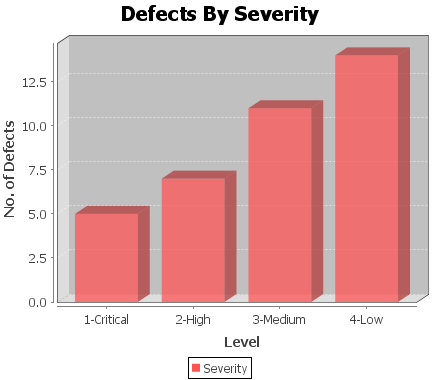 Defects By Severity
No. of Defects
12.5
10.0
7.5
5.0
2.5
0.0
1-Critical 2-High 3-Medium 4-Low
Level
Severity